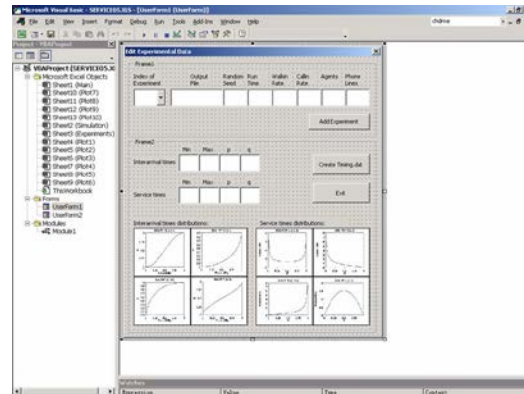 Microsoft Visual Basic - SERVICE05.XLS - [UserForm1 (UserForm)]
File Edit View Insert Format Debug Run Tools Add-Ins Window Help
chdrive
Project - VBAProject
VBAProject (SERVICE05.X
Microsoft Excel Objects
Sheet1 (Main)
Sheet10 (Plot7)
Sheet11 (Plot8)
Sheet12 (Plot9)
Sheet13 (Plot10)
Sheet2 (Simulation)
Sheet3 (Experiments)
Sheet4 (Plot1)
Sheet5 (Plot2)
Sheet6 (Plot3)
Sheet7 (Plot4)
Sheet8 (Plot5)
Sheet9 (Plot6)
ThisWorkbook
Forms
UserForm1
UserForm2
Modules
Module1
Edit Experimental Data
Frame1
Index of Experiment
Output File
Random Seed
Run Time
Walkin Rate
Callin Rate
Agents
Phone Lines
Add Experiment
Frame2
Min Max p q
Interarrival times
Create Timing.dat
Min Max p q
Service times
Exit
Interarrival times distributions:
Service times distributions:
Watches
Expression Value Type Context